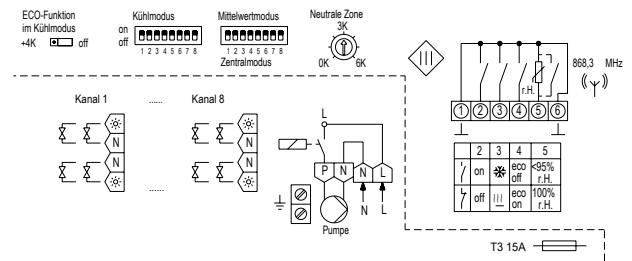 ECO-Funktion
im Kühlmodus
+4K off
Kühlmodus
on
off
1 2 3 4 5 6 7 8
Mittelwertmodus
1 2 3 4 5 6 7 8
Zentralmodus
Neutrale Zone
3K
0K 6K
868,3 MHz
r.H.
1 2 3 4 5 6
Kanal 1 ...... Kanal 8
N N
N N
......
L
P N N L
N L
Pumpe
2 3 4 5
on eco off <95% r.H.
off eco on 100% r.H.
T3 15A